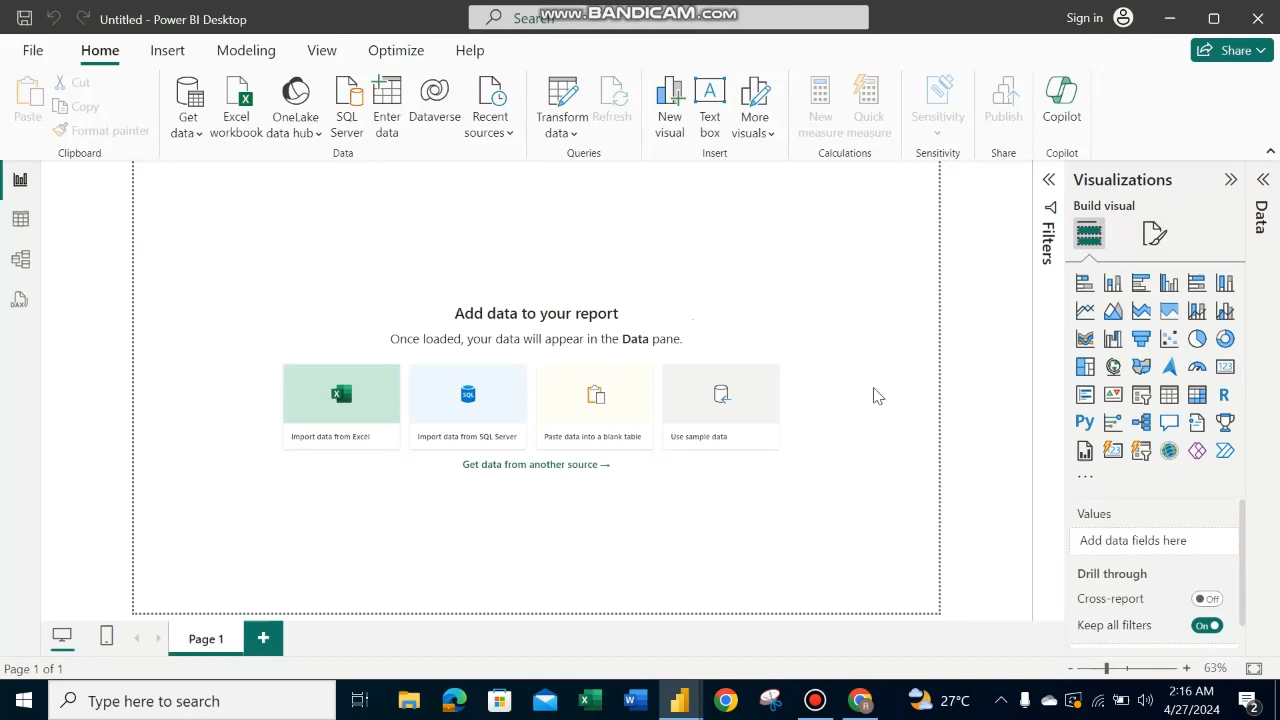 Untitled - Power BI Desktop
Search
www.BANDICAM.com
Sign in
File Home Insert Modeling View Optimize Help
Share
Paste
Cut
Copy
Format painter
Clipboard
Get data
Excel workbook
OneLake data hub
SQL Server
Enter data
Dataverse
Recent sources
Data
Transform data
Refresh
Queries
New visual
Text box
More visuals
Insert
New measure
Quick measure
Calculations
Sensitivity
Sensitivity
Publish
Share
Copilot
Copilot
DAX
Add data to your report
Once loaded, your data will appear in the Data pane.
SQL
Import data from Excel
Import data from SQL Server
Paste data into a blank table
Use sample data
Get data from another source →
Filters
Visualizations
Build visual
123
R
Py
123
...
Values
Add data fields here
Drill through
Cross-report
Off
Keep all filters
On
Data
Page 1
Page 1 of 1
63%
Type here to search
27°C
2:16 AM
4/27/2024
2